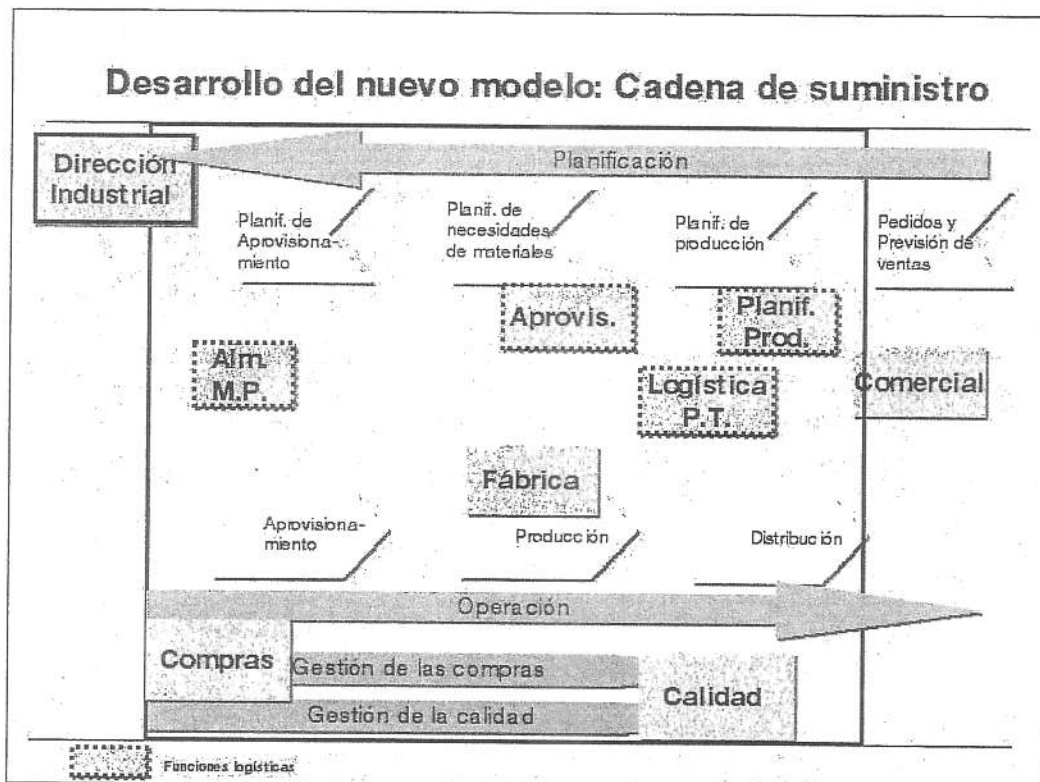 Desarrollo del nuevo modelo: Cadena de suministro
Dirección
Industrial
Planificación
Planif. de
Aprovisiona-
miento
Planif. de
necesidades
de materiales
Planif. de
producción
Pedidos y
Previsión de
ventas
Aprovis.
Planif.
Prod.
Alm.
M.P.
Logística
P.T.
Comercial
Fábrica
Aprovisiona-
miento
Producción
Distribución
Operación
Compras
Gestión de las compras
Calidad
Gestión de la calidad
Funciones logísticas